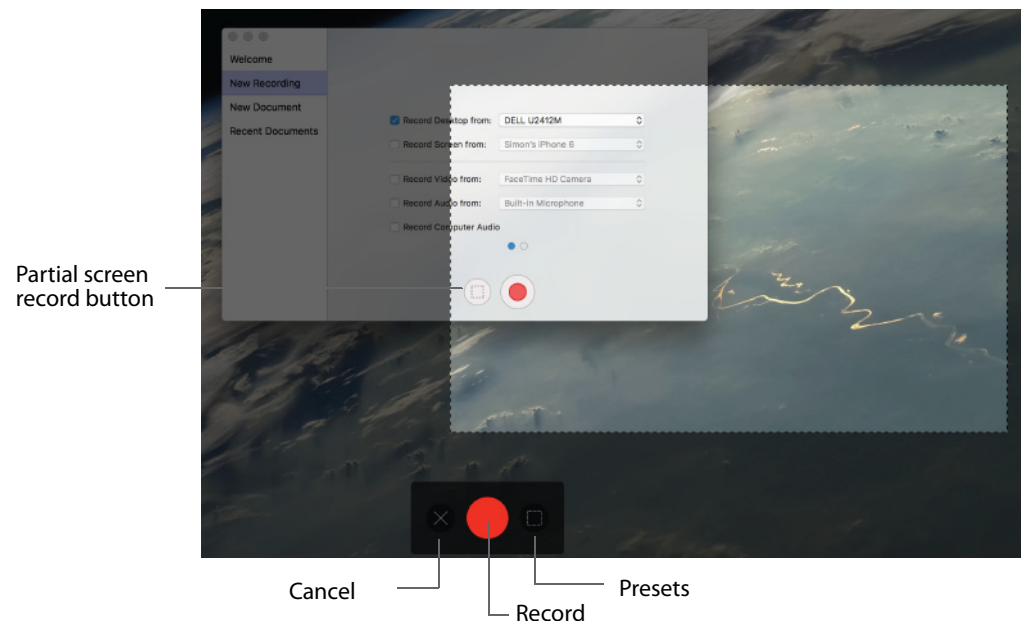 Welcome
New Recording
New Document
Recent Documents
Record Desktop from: DELL U2412M
Record Screen from: Simon's iPhone 6
Record Video from: FaceTime HD Camera
Record Audio from: Built-in Microphone
Record Computer Audio
Partial screen
record button
Cancel
Presets
Record